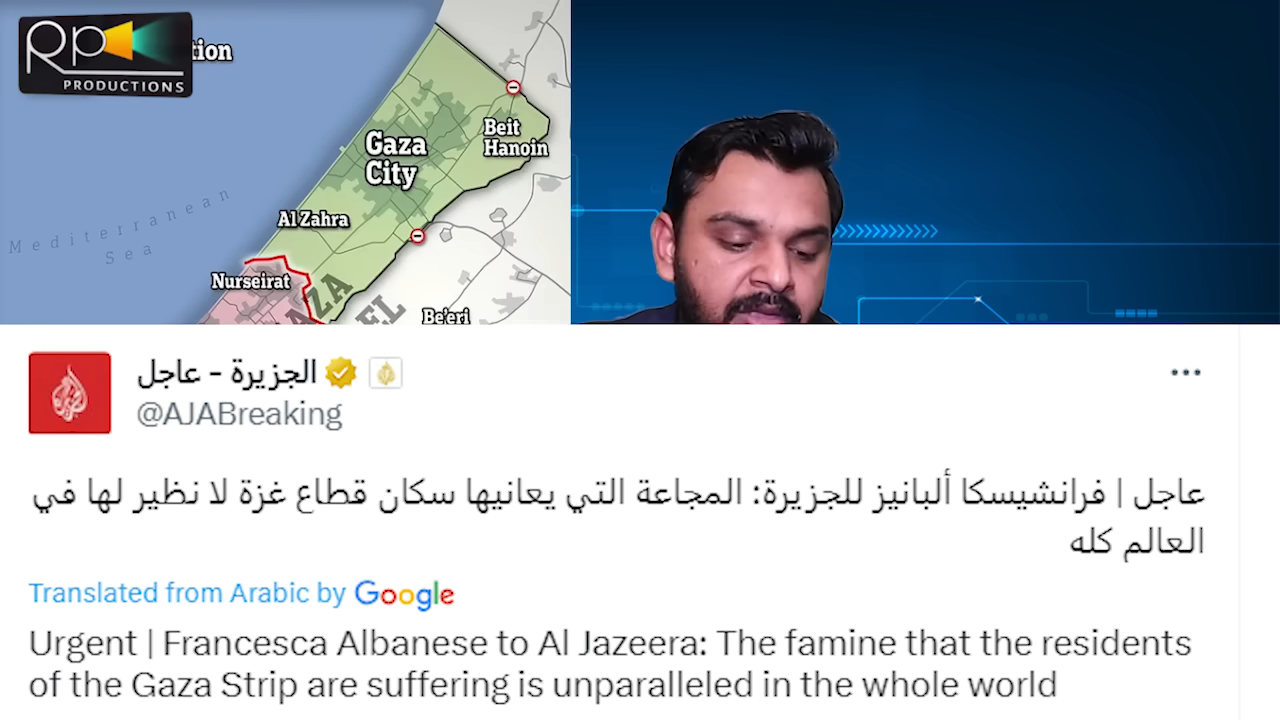 RP
PRODUCTIONS
tion
Gaza
City
Beit
Hanoin
Al Zahra
Mediterranean
Sea
Nurseirat
GAZA
Be'eri
الجزيرة - عاجل
@AJABreaking
عاجل | فرانشيسكا ألبانيز للجزيرة: المجاعة التي يعانيها سكان قطاع غزة لا نظير لها في
العالم كله
Translated from Arabic by Google
Urgent | Francesca Albanese to Al Jazeera: The famine that the residents
of the Gaza Strip are suffering is unparalleled in the whole world